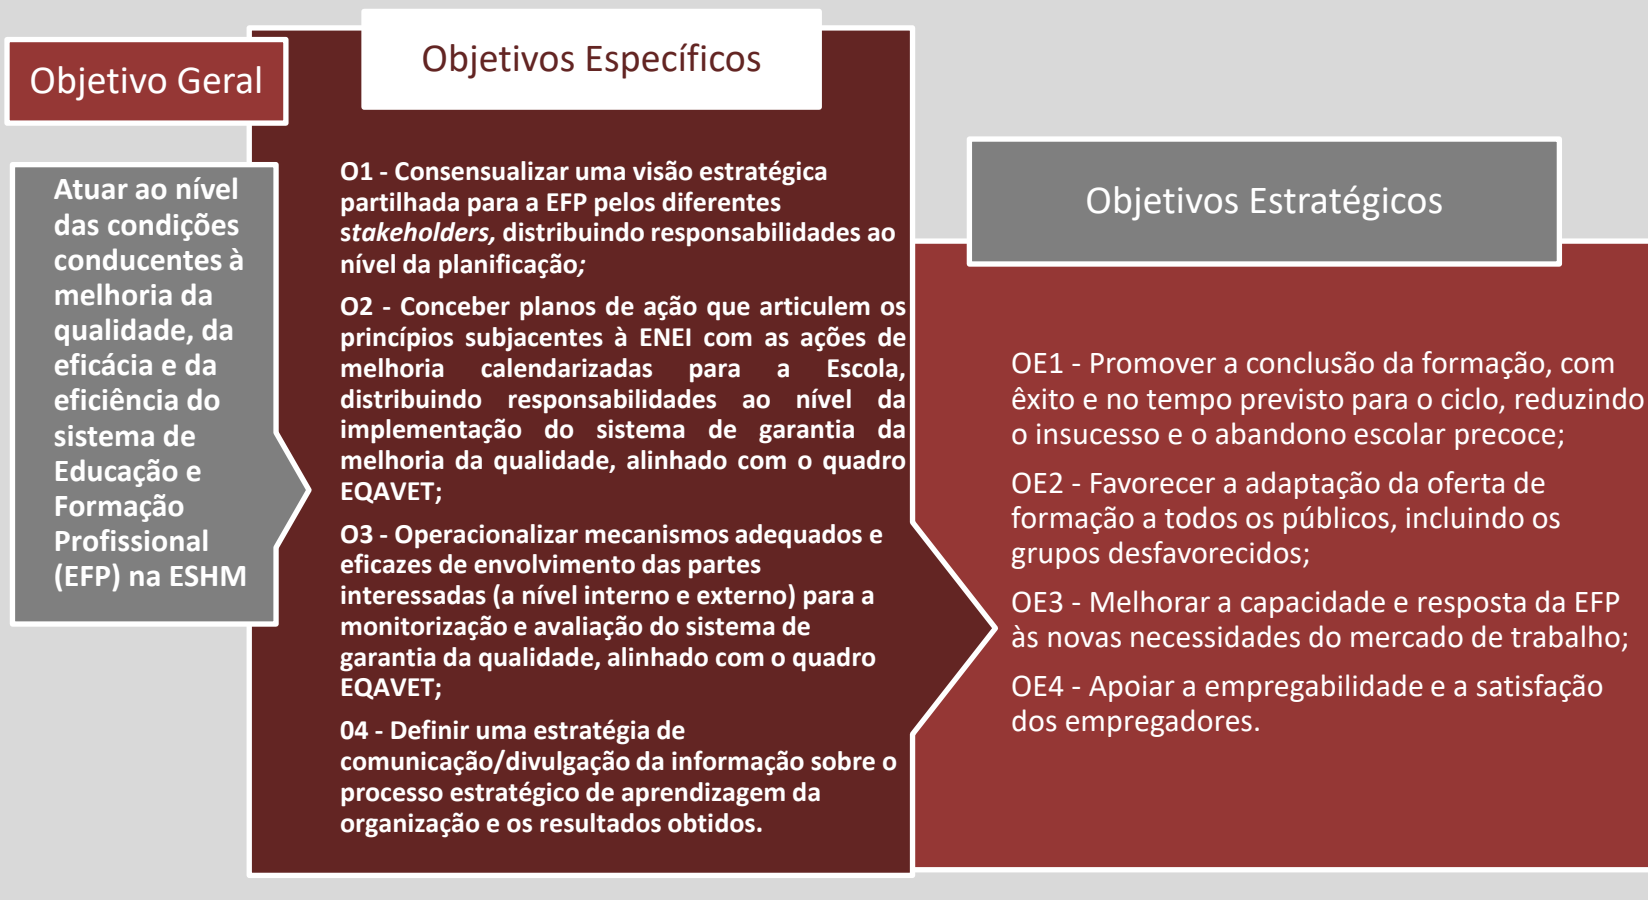 Objetivo Geral
Atuar ao nível
das condições
conducentes à
melhoria da
qualidade, da
eficácia e da
eficiência do
sistema de
Educação e
Formação
Profissional
(EFP) na ESHM
Objetivos Específicos
O1 - Consensualizar uma visão estratégica
partilhada para a EFP pelos diferentes
stakeholders, distribuindo responsabilidades ao
nível da planificação;
O2 - Conceber planos de ação que articulem os
princípios subjacentes à ENEI com as ações de
melhoria calendarizadas para a Escola,
distribuindo responsabilidades ao nível da
implementação do sistema de garantia da
melhoria da qualidade, alinhado com o quadro
EQAVET;
O3 - Operacionalizar mecanismos adequados e
eficazes de envolvimento das partes
interessadas (a nível interno e externo) para a
monitorização e avaliação do sistema de
garantia da qualidade, alinhado com o quadro
EQAVET;
04 - Definir uma estratégia de
comunicação/divulgação da informação sobre o
processo estratégico de aprendizagem da
organização e os resultados obtidos.
Objetivos Estratégicos
OE1 - Promover a conclusão da formação, com
êxito e no tempo previsto para o ciclo, reduzindo
o insucesso e o abandono escolar precoce;
OE2 - Favorecer a adaptação da oferta de
formação a todos os públicos, incluindo os
grupos desfavorecidos;
OE3 - Melhorar a capacidade e resposta da EFP
às novas necessidades do mercado de trabalho;
OE4 - Apoiar a empregabilidade e a satisfação
dos empregadores.